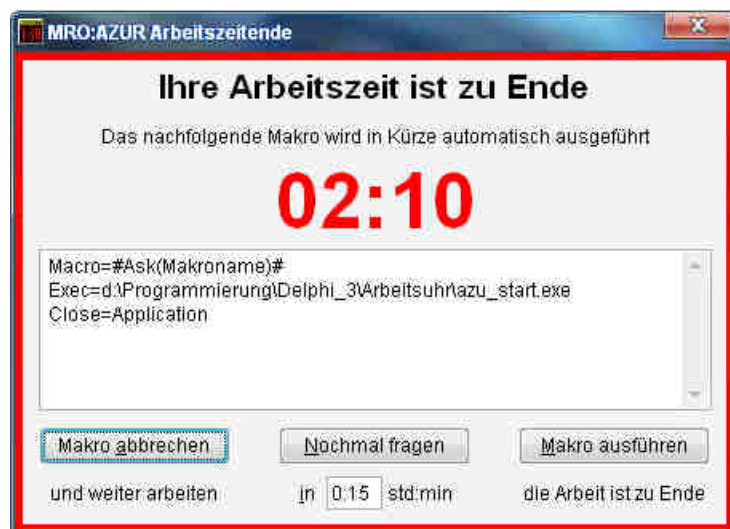 MRO:AZUR Arbeitszeitende
Ihre Arbeitszeit ist zu Ende
Das nachfolgende Makro wird in Kürze automatisch ausgeführt
02:10
Macro=#Ask(Makroname)#
Exec=d:\Programmierung\Delphi_3\Arbeitsuhr\azu_start.exe
Close=Application
Makro abbrechen Nochmal fragen Makro ausführen
und weiter arbeiten in 0:15 std:min die Arbeit ist zu Ende